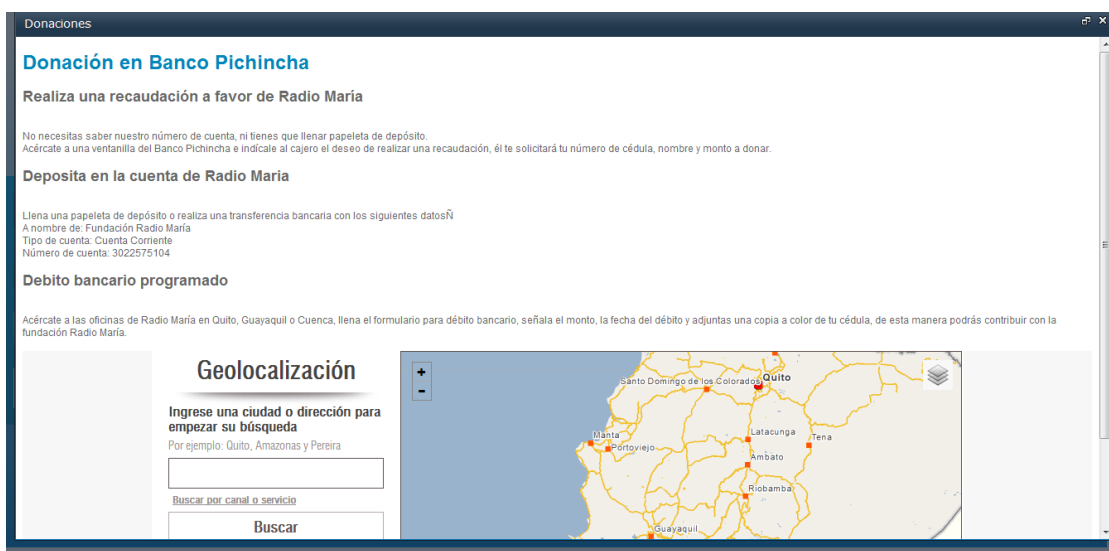 Donaciones
Donación en Banco Pichincha
Realiza una recaudación a favor de Radio María
No necesitas saber nuestro número de cuenta, ni tienes que llenar papeleta de depósito.
Acércate a una ventanilla del Banco Pichincha e indícale al cajero el deseo de realizar una recaudación, él te solicitará tu número de cédula, nombre y monto a donar.
Deposita en la cuenta de Radio Maria
Llena una papeleta de depósito o realiza una transferencia bancaria con los siguientes datosÑ
A nombre de: Fundación Radio María
Tipo de cuenta: Cuenta Corriente
Número de cuenta: 3022575104
Debito bancario programado
Acércate a las oficinas de Radio María en Quito, Guayaquil o Cuenca, llena el formulario para débito bancario, señala el monto, la fecha del débito y adjuntas una copia a color de tu cédula, de esta manera podrás contribuir con la
fundación Radio María.
Geolocalización
Ingrese una ciudad o dirección para
empezar su búsqueda
Por ejemplo: Quito, Amazonas y Pereira
Buscar por canal o servicio
Buscar
+
-
Quito
Santo Domingo de los Colorados
Latacunga
Tena
Manta
Portoviejo
Ambato
Riobamba
Guayaquil